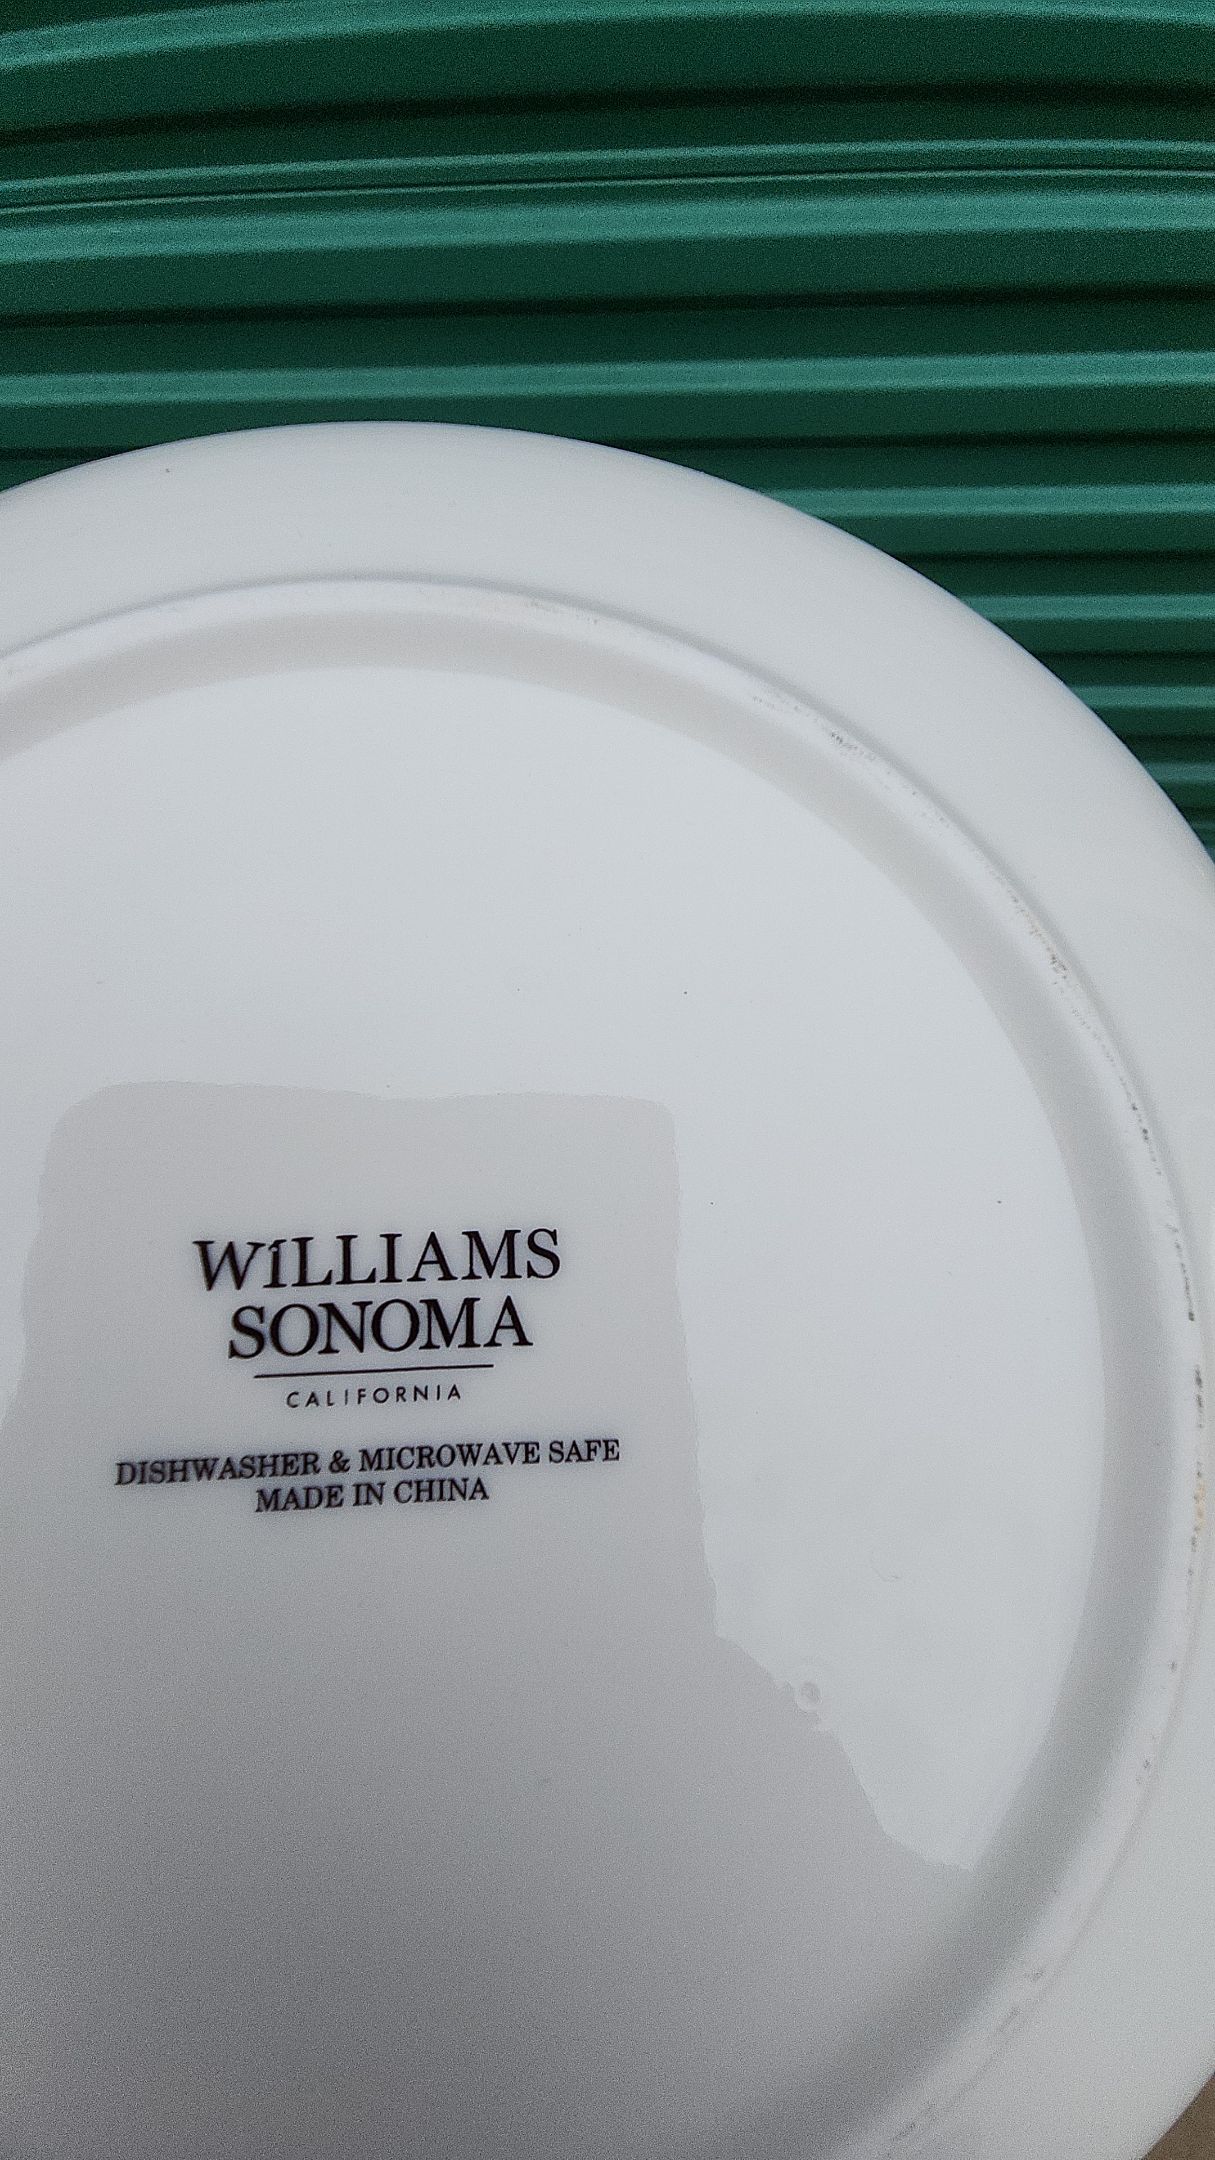 WILLIAMS
SONOMA
CALIFORNIA
DISHWASHER & MICROWAVE SAFE
MADE IN CHINA